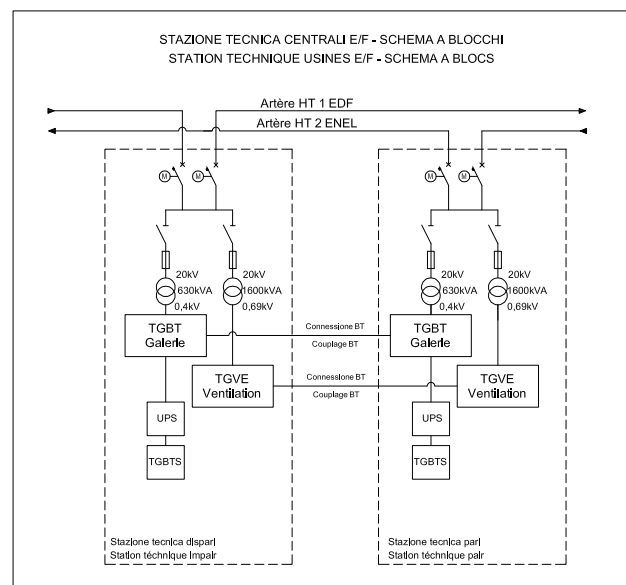 STAZIONE TECNICA CENTRALI E/F - SCHEMA A BLOCCHI
STATION TECHNIQUE USINES E/F - SCHEMA A BLOCS
Artère HT 1 EDF
Artère HT 2 ENEL
M
M
M
M
20kV
630kVA
0,4kV
20kV
1600kVA
0,69kV
20kV
630kVA
0,4kV
20kV
1600kVA
0,69kV
TGBT
Galerie
Connessione BT
Couplage BT
TGBT
Galerie
TGVE
Ventilation
Connessione BT
Couplage BT
TGVE
Ventilation
UPS
UPS
TGBTS
TGBTS
Stazione tecnica dispari
Station téchnique impair
Stazione tecnica pari
Station téchnique pair